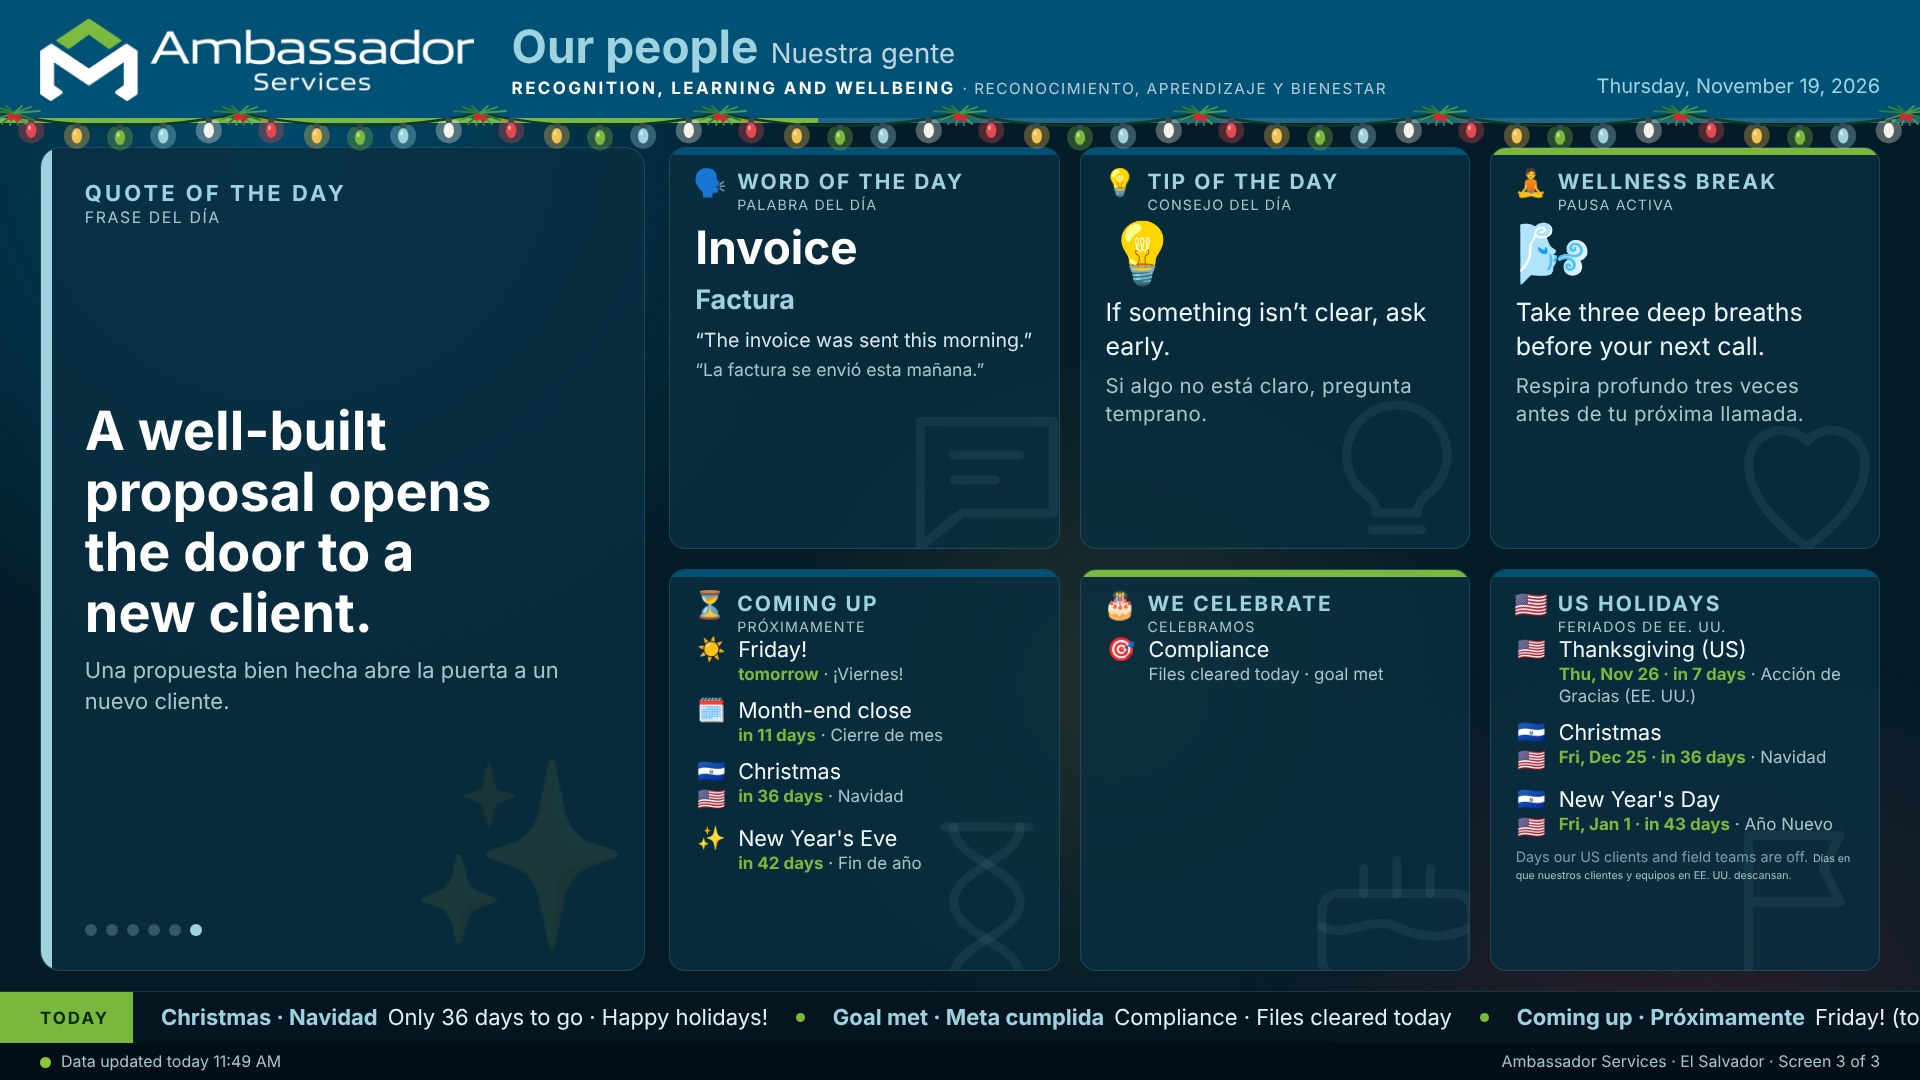 Ambassador
Services
Our people Nuestra gente
RECOGNITION, LEARNING AND WELLBEING · RECONOCIMIENTO, APRENDIZAJE Y BIENESTAR
Thursday, November 19, 2026
QUOTE OF THE DAY
FRASE DEL DÍA
A well-built
proposal opens
the door to a
new client.
Una propuesta bien hecha abre la puerta a un
nuevo cliente.
WORD OF THE DAY
PALABRA DEL DÍA
Invoice
Factura
“The invoice was sent this morning.”
“La factura se envió esta mañana.”
TIP OF THE DAY
CONSEJO DEL DÍA
If something isn’t clear, ask
early.
Si algo no está claro, pregunta
temprano.
WELLNESS BREAK
PAUSA ACTIVA
Take three deep breaths
before your next call.
Respira profundo tres veces
antes de tu próxima llamada.
COMING UP
PRÓXIMAMENTE
Friday!
tomorrow · ¡Viernes!
Month-end close
in 11 days · Cierre de mes
Christmas
in 36 days · Navidad
New Year's Eve
in 42 days · Fin de año
WE CELEBRATE
CELEBRAMOS
Compliance
Files cleared today · goal met
US HOLIDAYS
FERIADOS DE EE. UU.
Thanksgiving (US)
Thu, Nov 26 · in 7 days · Acción de
Gracias (EE. UU.)
Christmas
Fri, Dec 25 · in 36 days · Navidad
New Year's Day
Fri, Jan 1 · in 43 days · Año Nuevo
Days our US clients and field teams are off. Días en
que nuestros clientes y equipos en EE. UU. descansan.
TODAY
Christmas · Navidad Only 36 days to go · Happy holidays! • Goal met · Meta cumplida Compliance · Files cleared today • Coming up · Próximamente Friday! (to
Data updated today 11:49 AM
Ambassador Services · El Salvador · Screen 3 of 3